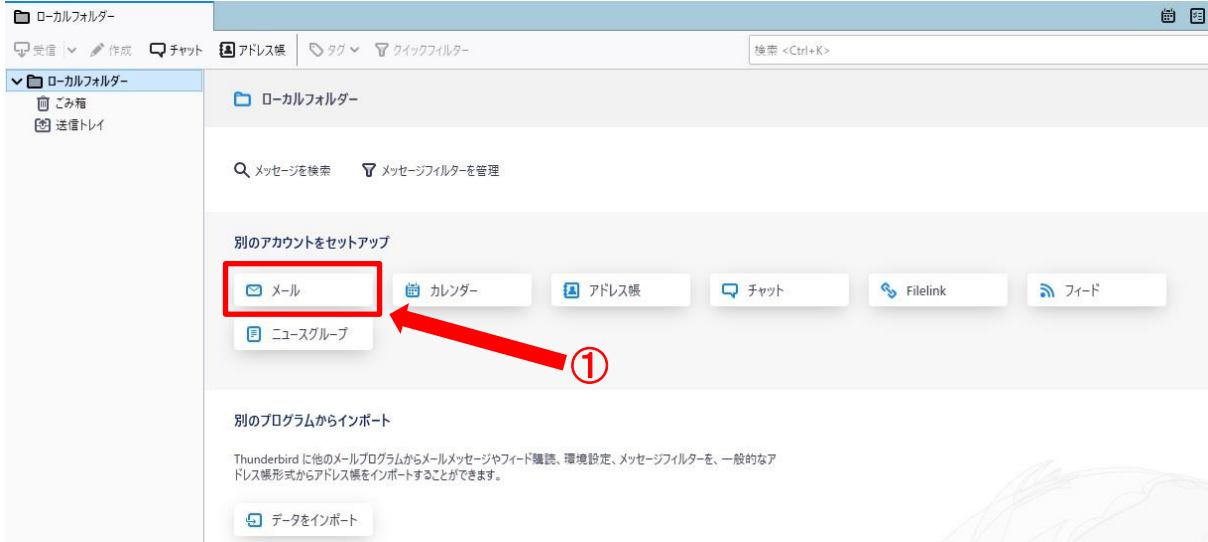 ローカルフォルダー
受信 作成 チャット アドレス帳 タグ クイックフィルター 検索 <Ctrl+K>
ローカルフォルダー
ごみ箱
送信トレイ
ローカルフォルダー
メッセージを検索 メッセージフィルターを管理
別のアカウントをセットアップ
メール カレンダー アドレス帳 チャット Filelink フィード
ニュースグループ
①
別のプログラムからインポート
Thunderbird に他のメールプログラムからメールメッセージやフィード購読、環境設定、メッセージフィルターを、一般的なア
ドレス帳形式からアドレス帳をインポートすることができます。
データをインポート